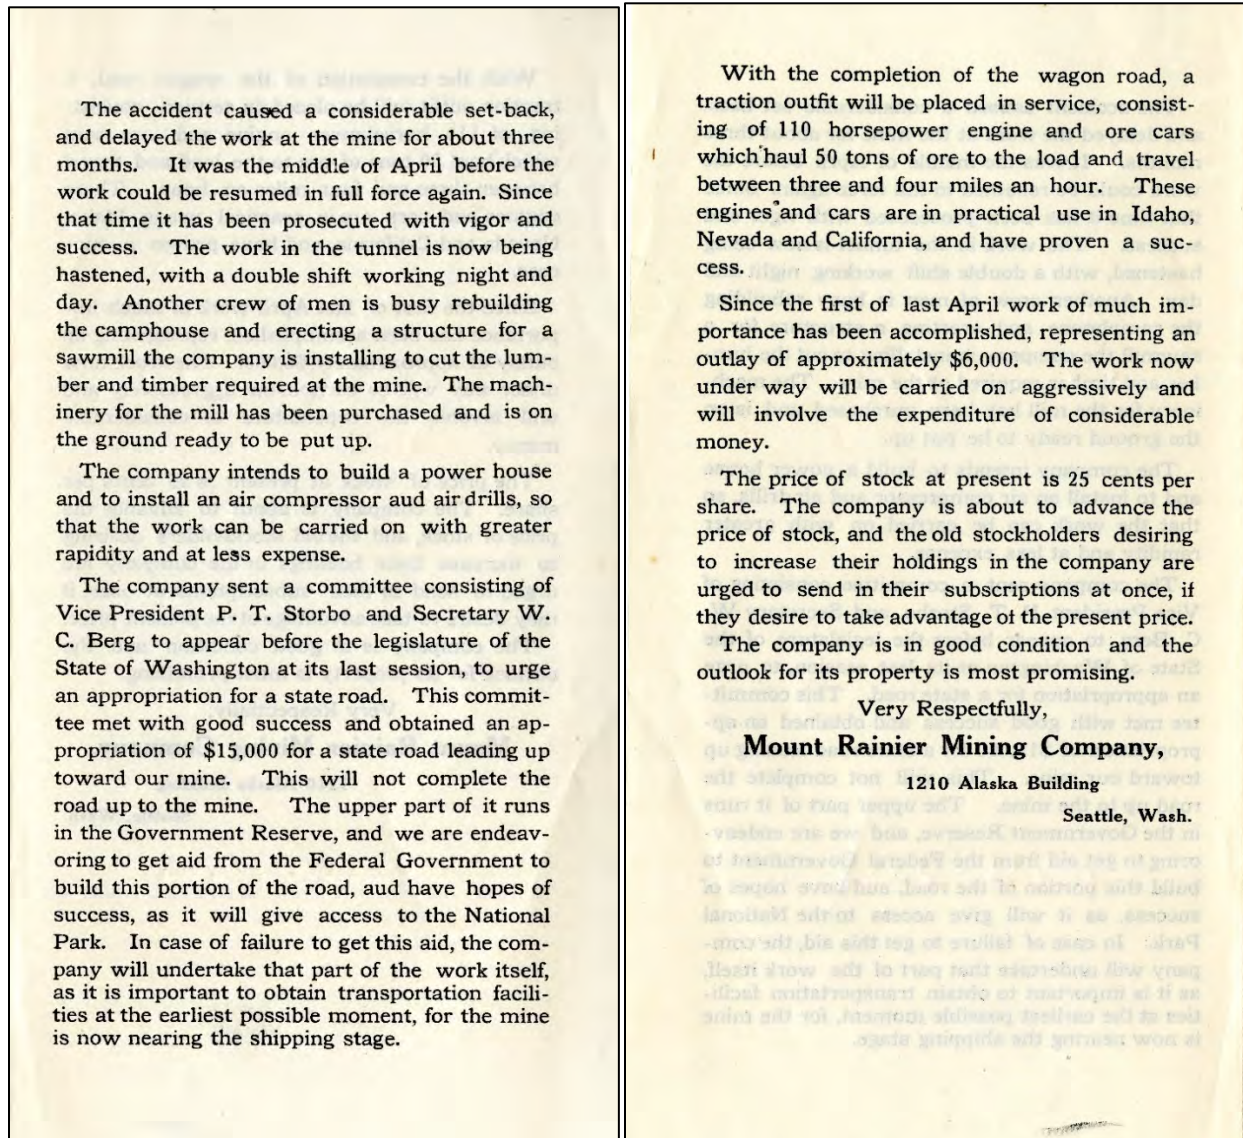 The accident caused a considerable set-back,
and delayed the work at the mine for about three
months. It was the middle of April before the
work could be resumed in full force again. Since
that time it has been prosecuted with vigor and
success. The work in the tunnel is now being
hastened, with a double shift working night and
day. Another crew of men is busy rebuilding
the camphouse and erecting a structure for a
sawmill the company is installing to cut the lum-
ber and timber required at the mine. The mach-
inery for the mill has been purchased and is on
the ground ready to be put up.
The company intends to build a power house
and to install an air compressor aud air drills, so
that the work can be carried on with greater
rapidity and at less expense.
The company sent a committee consisting of
Vice President P. T. Storbo and Secretary W.
C. Berg to appear before the legislature of the
State of Washington at its last session, to urge
an appropriation for a state road. This commit-
tee met with good success and obtained an ap-
propriation of $15,000 for a state road leading up
toward our mine. This will not complete the
road up to the mine. The upper part of it runs
in the Government Reserve, and we are endeav-
oring to get aid from the Federal Government to
build this portion of the road, aud have hopes of
success, as it will give access to the National
Park. In case of failure to get this aid, the com-
pany will undertake that part of the work itself,
as it is important to obtain transportation facili-
ties at the earliest possible moment, for the mine
is now nearing the shipping stage.
With the completion of the wagon road, a
traction outfit will be placed in service, consist-
ing of 110 horsepower engine and ore cars
which haul 50 tons of ore to the load and travel
between three and four miles an hour. These
engines and cars are in practical use in Idaho,
Nevada and California, and have proven a suc-
cess.
Since the first of last April work of much im-
portance has been accomplished, representing an
outlay of approximately $6,000. The work now
under way will be carried on aggressively and
will involve the expenditure of considerable
money.
The price of stock at present is 25 cents per
share. The company is about to advance the
price of stock, and the old stockholders desiring
to increase their holdings in the company are
urged to send in their subscriptions at once, if
they desire to take advantage of the present price.
The company is in good condition and the
outlook for its property is most promising.
Very Respectfully,
Mount Rainier Mining Company,
1210 Alaska Building
Seattle, Wash.